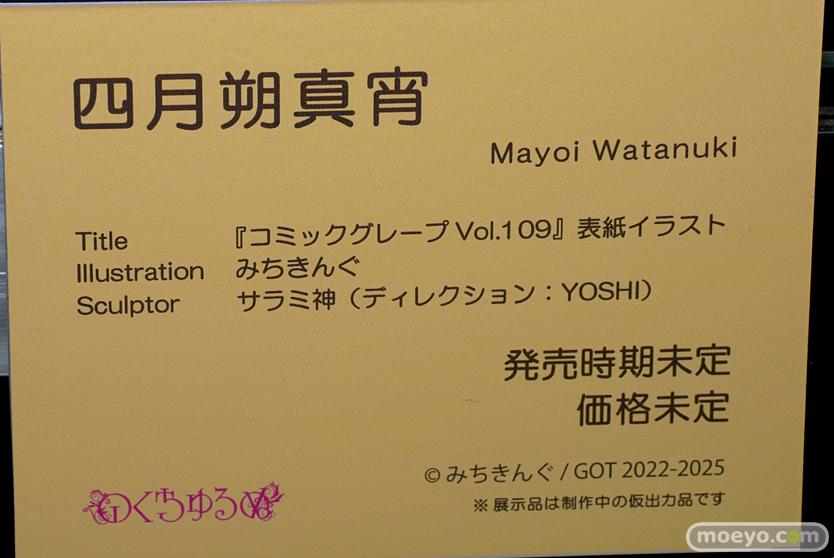 四月朔真宵
Mayoi Watanuki
Title 『コミックグレープ Vol.109』表紙イラスト
Illustration みちきんぐ
Sculptor サラミ神（ディレクション：YOSHI）
発売時期未定
価格未定
© みちきんぐ / GOT 2022-2025
※ 展示品は制作中の仮出力品です
moeyo.com